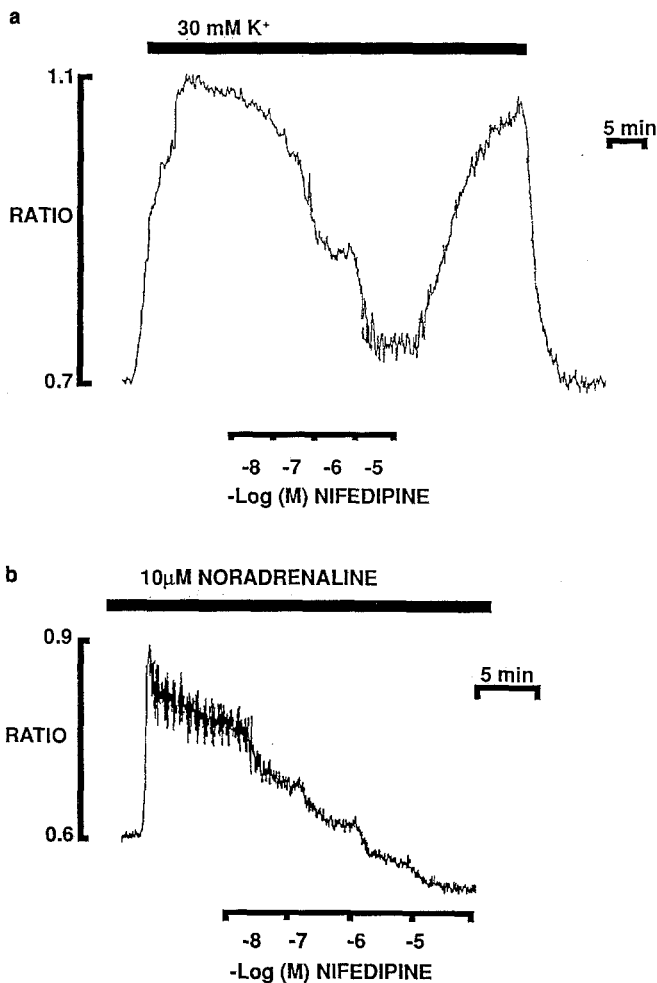 a
30 mM K⁺
1.1
5 min
RATIO
0.7
-8 -7 -6 -5
-Log (M) NIFEDIPINE
b
10μM NORADRENALINE
0.9
5 min
RATIO
0.6
-8 -7 -6 -5
-Log (M) NIFEDIPINE